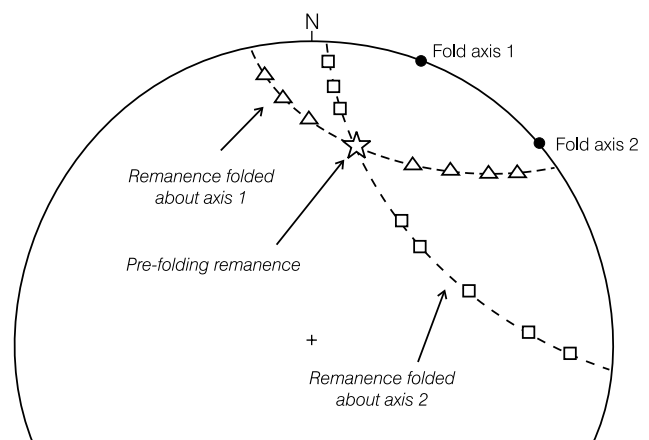 N
Fold axis 1
Fold axis 2
Remanence folded
about axis 1
Pre-folding remanence
Remanence folded
about axis 2